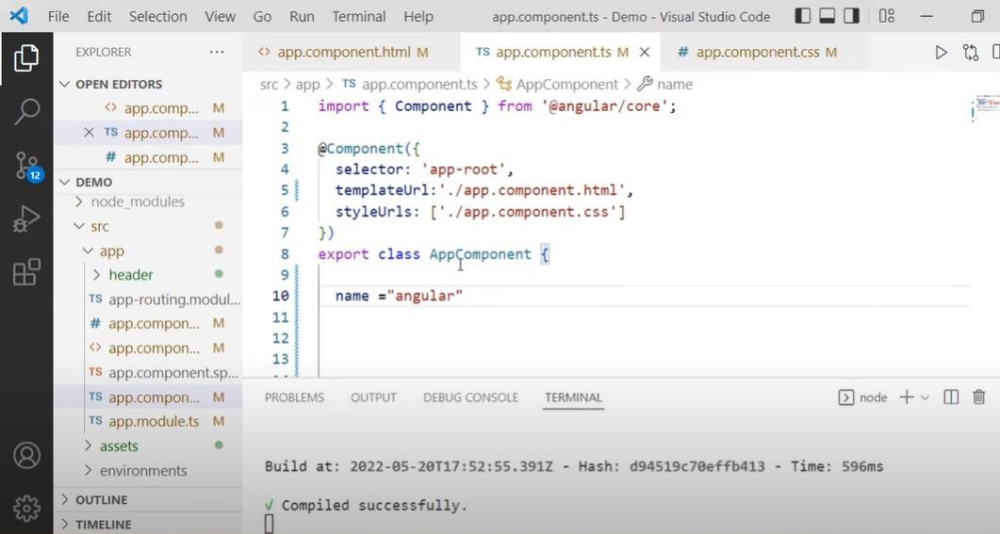 File Edit Selection View Go Run Terminal Help app.component.ts - Demo - Visual Studio Code
EXPLORER
OPEN EDITORS
app.comp... M
TS app.comp... M
# app.comp... M
12
DEMO
node_modules
src
app
header
TS app-routing.modul...
# app.compon... M
<> app.compon... M
TS app.component.sp...
TS app.compon... M
TS app.module.ts M
assets
environments
OUTLINE
TIMELINE
<> app.component.html M TS app.component.ts M # app.component.css M
src > app > TS app.component.ts > AppComponent > name
1 import { Component } from '@angular/core';
2
3 @Component({
4 selector: 'app-root',
5 templateUrl:'./app.component.html',
6 styleUrls: ['./app.component.css']
7 })
8 export class AppComponent {
9
10 name ="angular"
11
12
13
PROBLEMS OUTPUT DEBUG CONSOLE TERMINAL node
Build at: 2022-05-20T17:52:55.391Z - Hash: d94519c70effb413 - Time: 596ms
√ Compiled successfully.